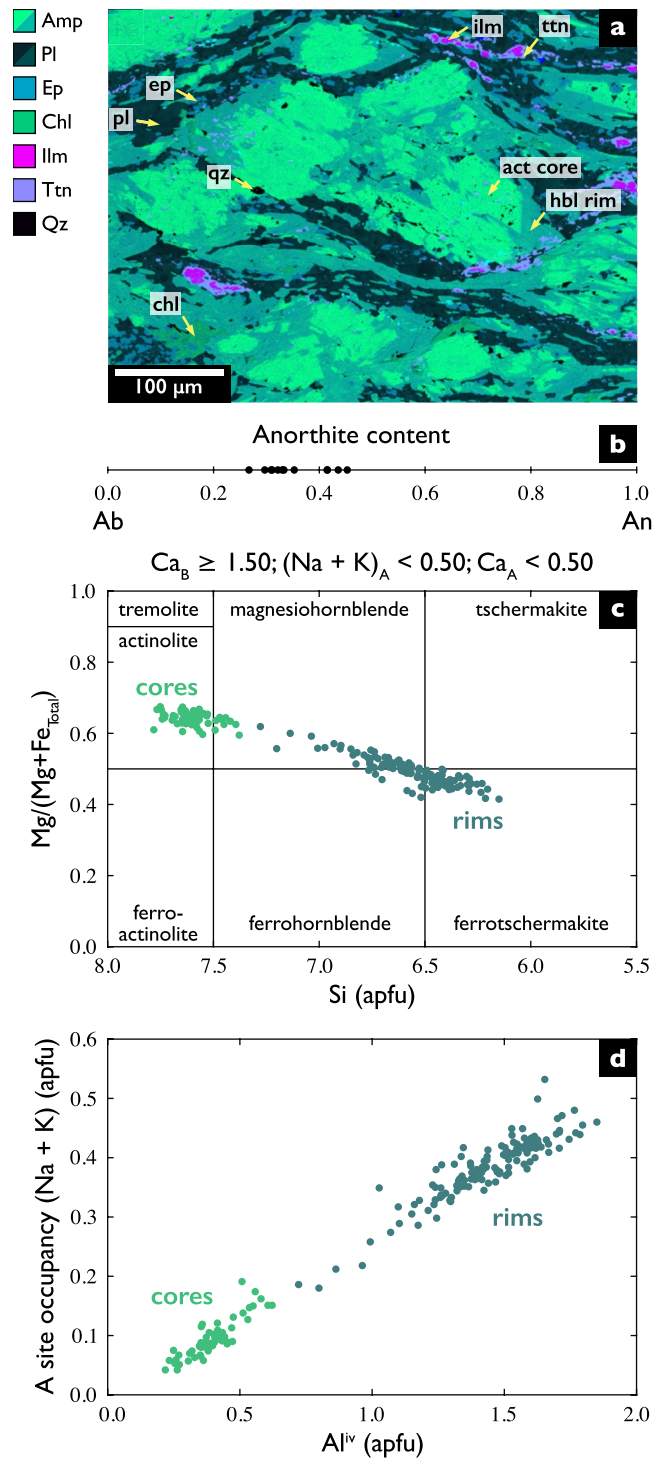 Amp
Pl
Ep
Chl
Ilm
Ttn
Qz
a
ilm
ttn
ep
pl
qz
act core
hbl rim
chl
100 µm
Anorthite content
b
0.0 0.2 0.4 0.6 0.8 1.0
Ab An
Ca_B ≥ 1.50; (Na + K)_A < 0.50; Ca_A < 0.50
c
1.0
0.8
0.6
0.4
0.2
0.0
Mg/(Mg+Fe_Total)
tremolite
magnesiohornblende
tschermakite
actinolite
cores
rims
ferro-
actinolite
ferrohornblende
ferrotschermakite
8.0 7.5 7.0 6.5 6.0 5.5
Si (apfu)
d
0.6
0.5
0.4
0.3
0.2
0.1
0.0
A site occupancy (Na + K) (apfu)
rims
cores
0.0 0.5 1.0 1.5 2.0
Al^iv (apfu)